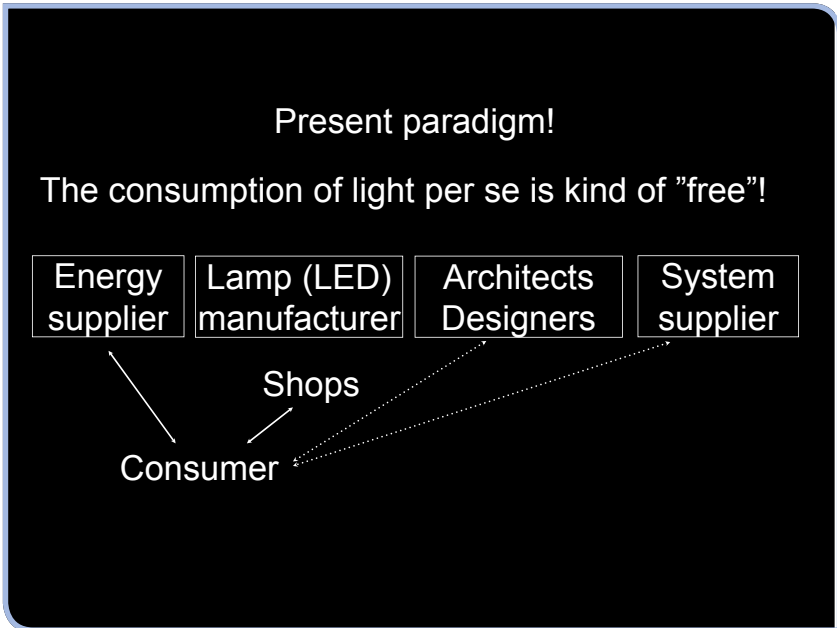 Present paradigm!
The consumption of light per se is kind of ”free”!
Energy
supplier
Lamp (LED)
manufacturer
Architects
Designers
System
supplier
Shops
Consumer